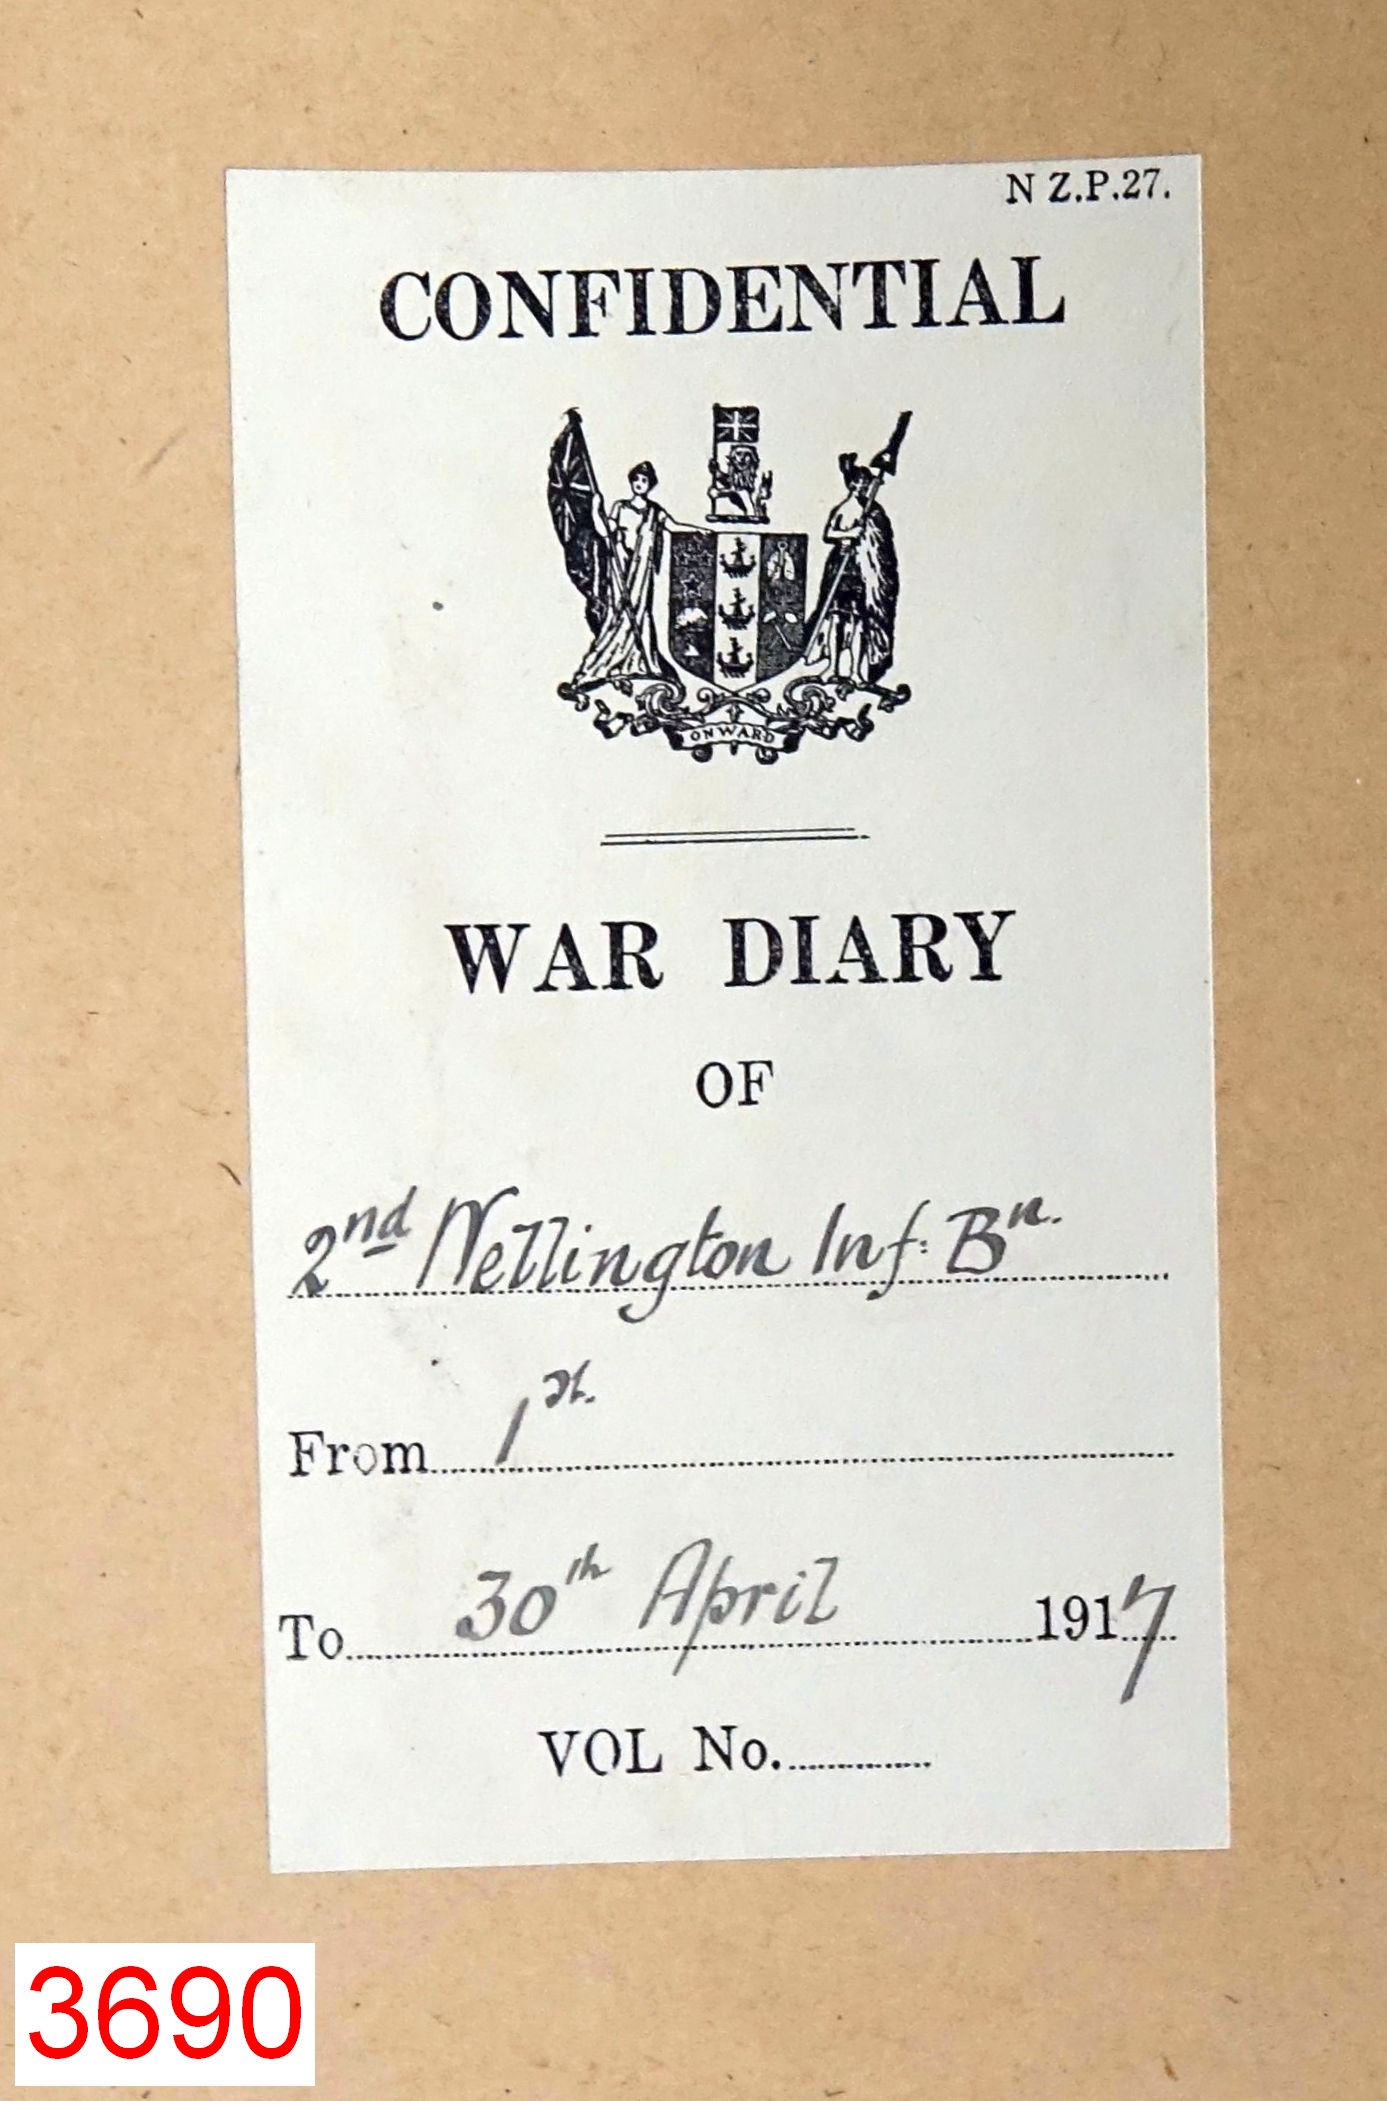 N Z.P.27.
CONFIDENTIAL
ONWARD
WAR DIARY
OF
2nd Wellington Inf: Bn.
From 1st.
To 30th April 1917
VOL No.
3690